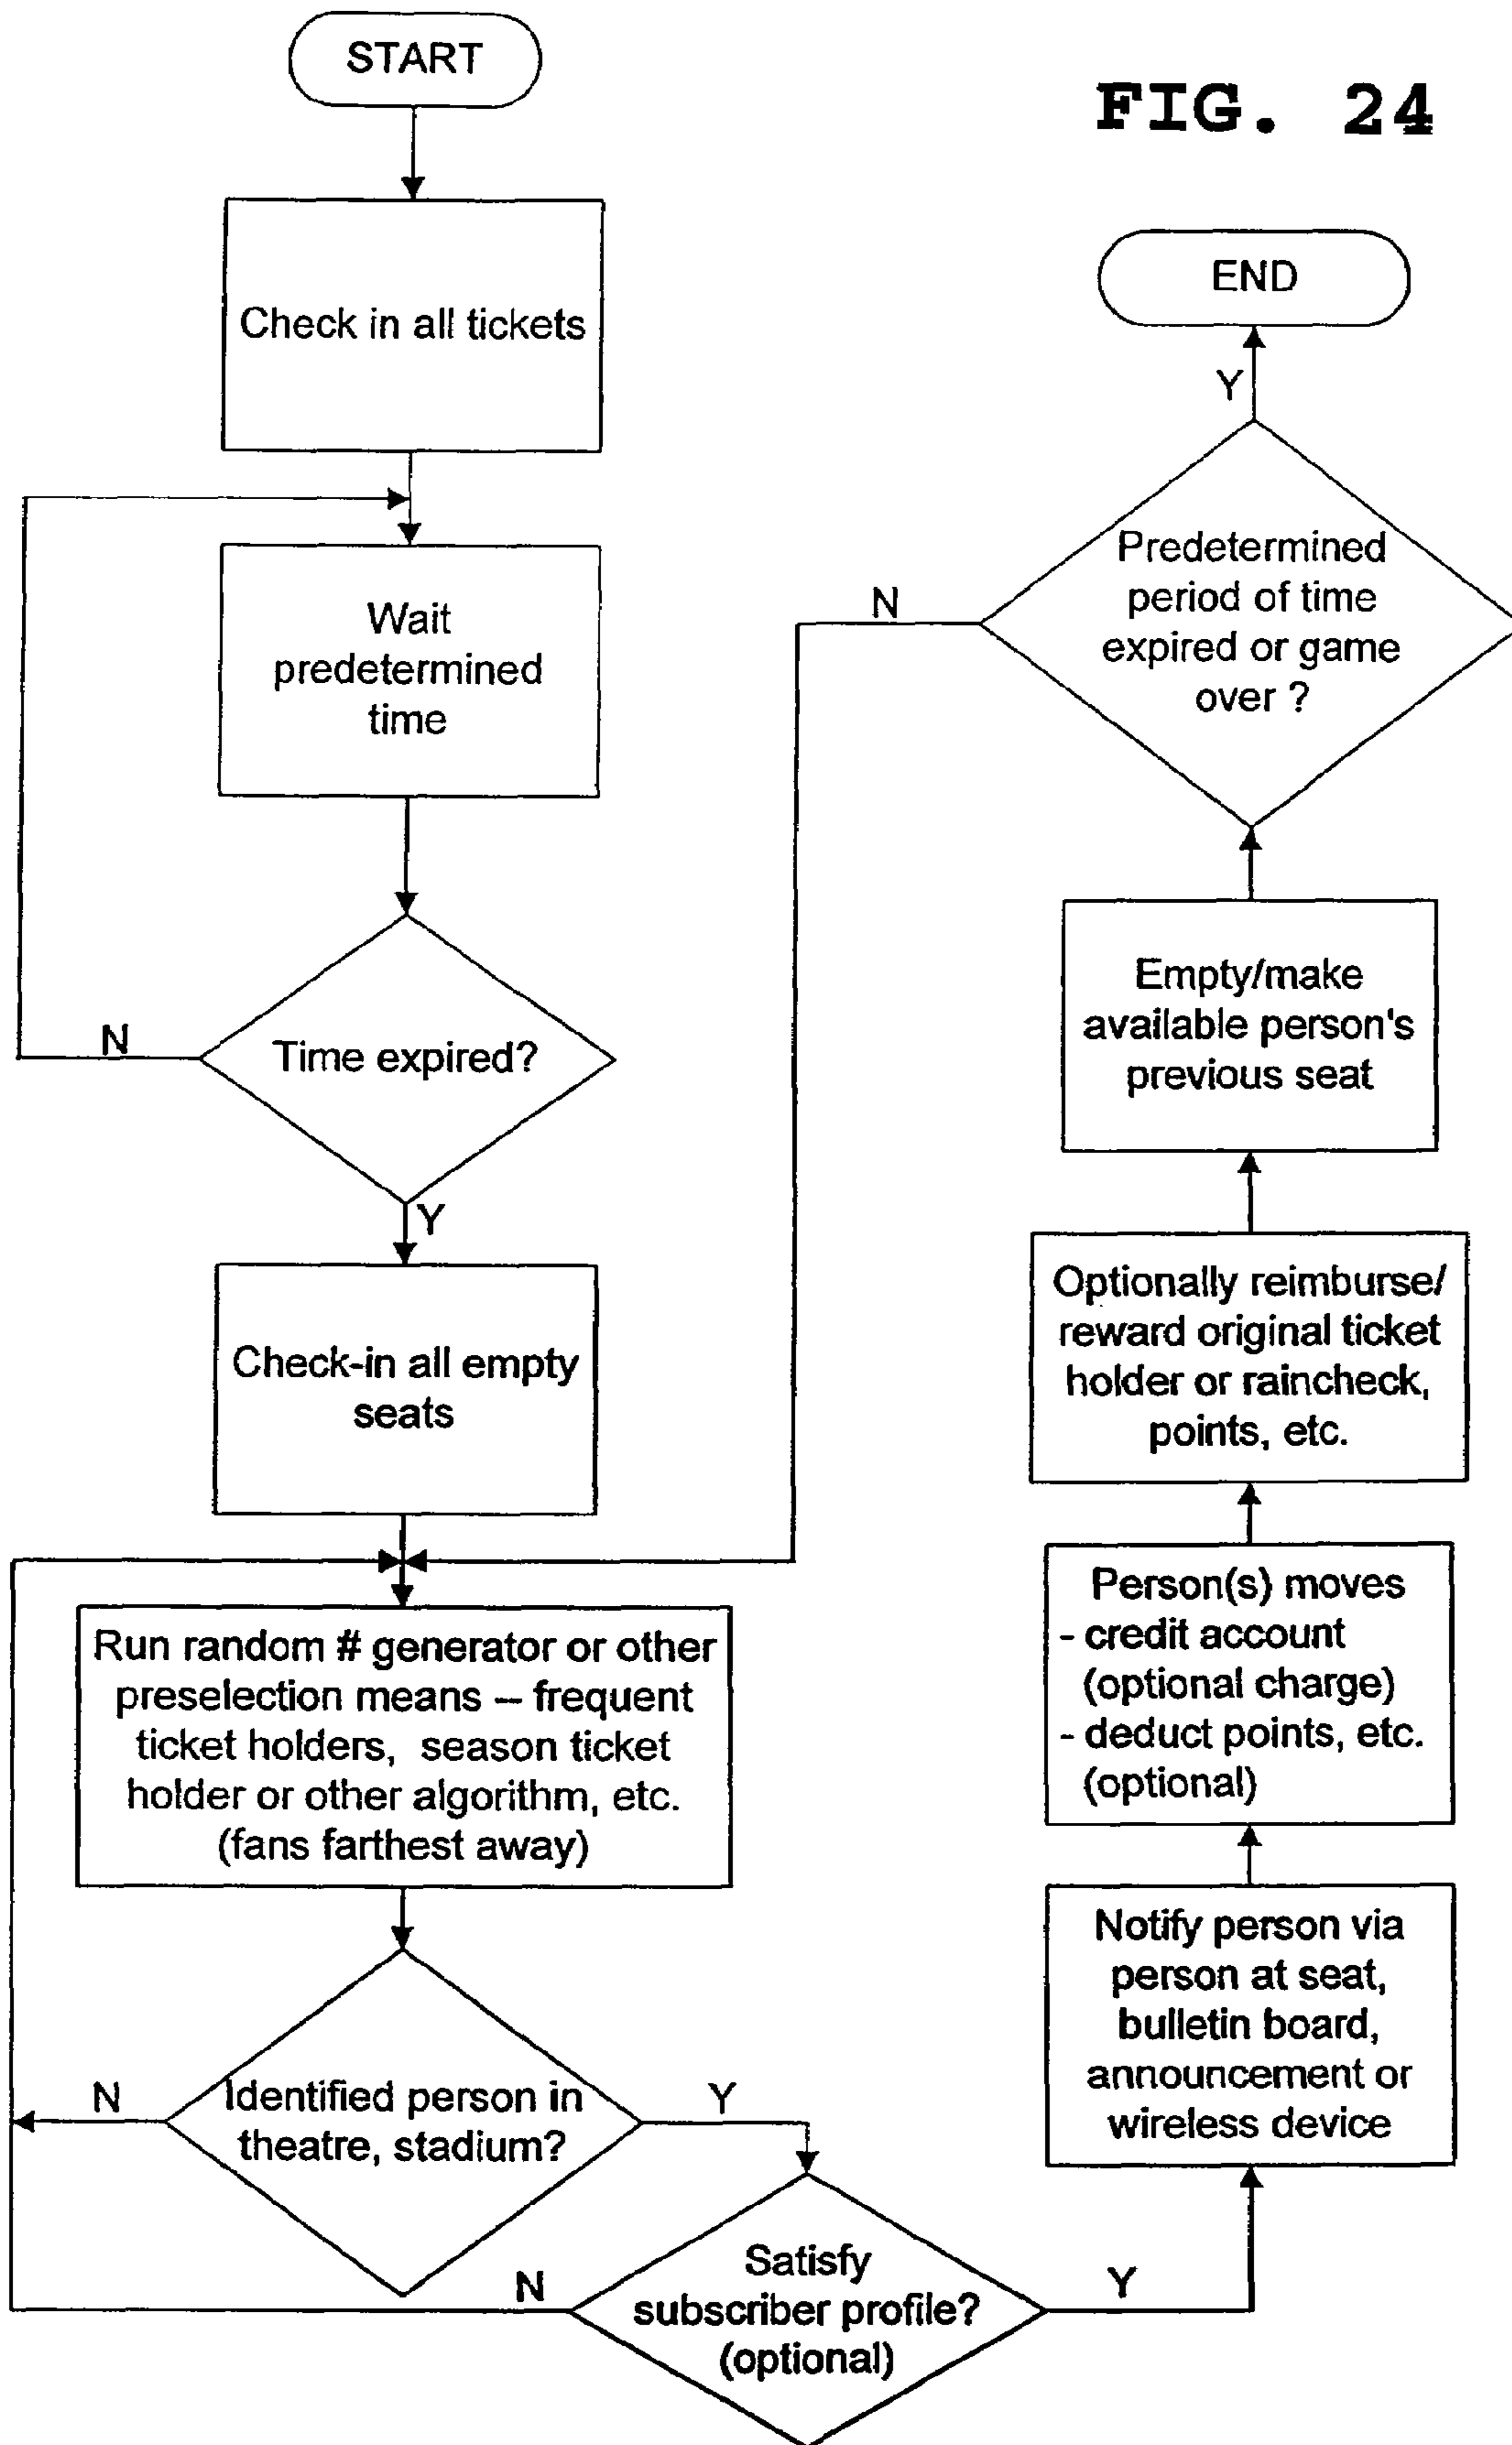 START
FIG. 24
Check in all tickets
Wait
predetermined
time
N
Time expired?
Y
Check-in all empty
seats
Run random # generator or other
preselection means – frequent
ticket holders, season ticket
holder or other algorithm, etc.
(fans farthest away)
N
Identified person in
theatre, stadium?
Y
N
Satisfy
subscriber profile?
(optional)
Y
Notify person via
person at seat,
bulletin board,
announcement or
wireless device
Person(s) moves
- credit account
(optional charge)
- deduct points, etc.
(optional)
Optionally reimburse/
reward original ticket
holder or raincheck,
points, etc.
Empty/make
available person's
previous seat
Predetermined
period of time
expired or game
over ?
N
Y
END